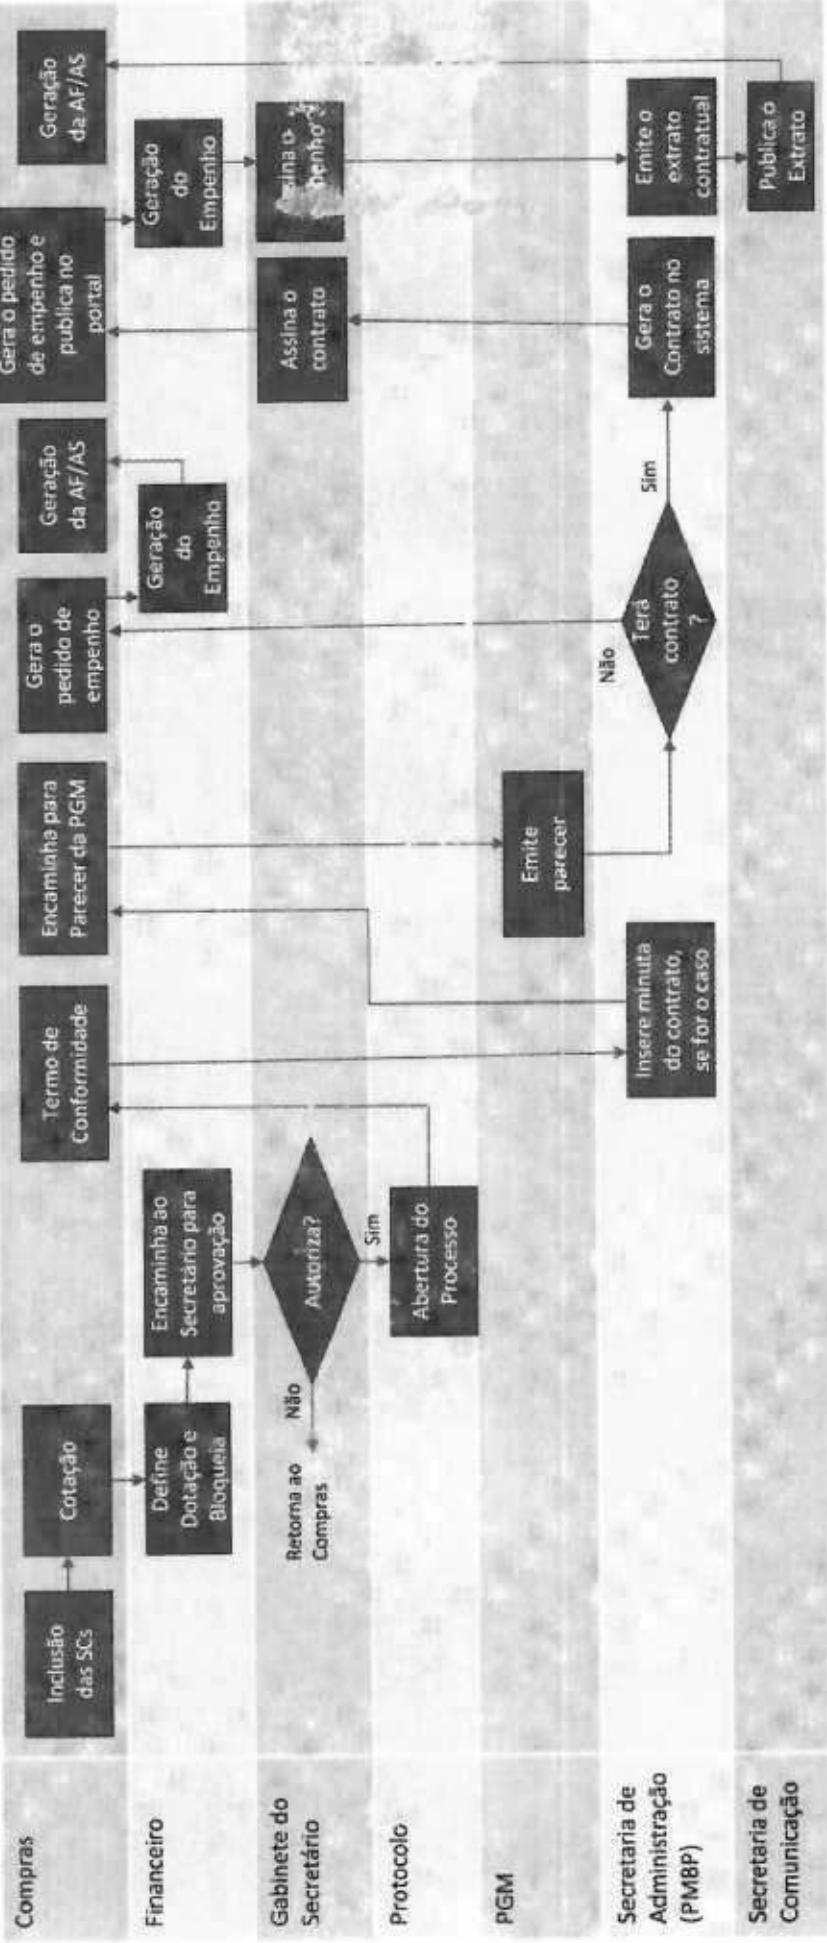 Compras
Financeiro
Gabinete do
Secretário
Protocolo
PGM
Secretaria de
Administração
(PMBP)
Secretaria de
Comunicação
Inclusão
das SCs
Cotação
Define
Dotação e
Bloqueia
Encaminha ao
Secretário para
aprovação
Autoriza?
Não
Retorna ao
Compras
Sim
Abertura do
Processo
Termo de
Conformidade
Insere minuta
do contrato,
se for o caso
Encaminha para
Parecer da PGM
Emite
parecer
Terá
contrato
?
Não
Gera o
pedido de
empenho
Geração
do
Empenho
Geração
da AF/AS
Sim
Gera o
Contrato no
sistema
Assina o
contrato
Gera o pedido
de empenho e
publica no
portal
Geração
do
Empenho
Emite o
extrato
contratual
Publica o
Extrato
Geração
da AF/AS